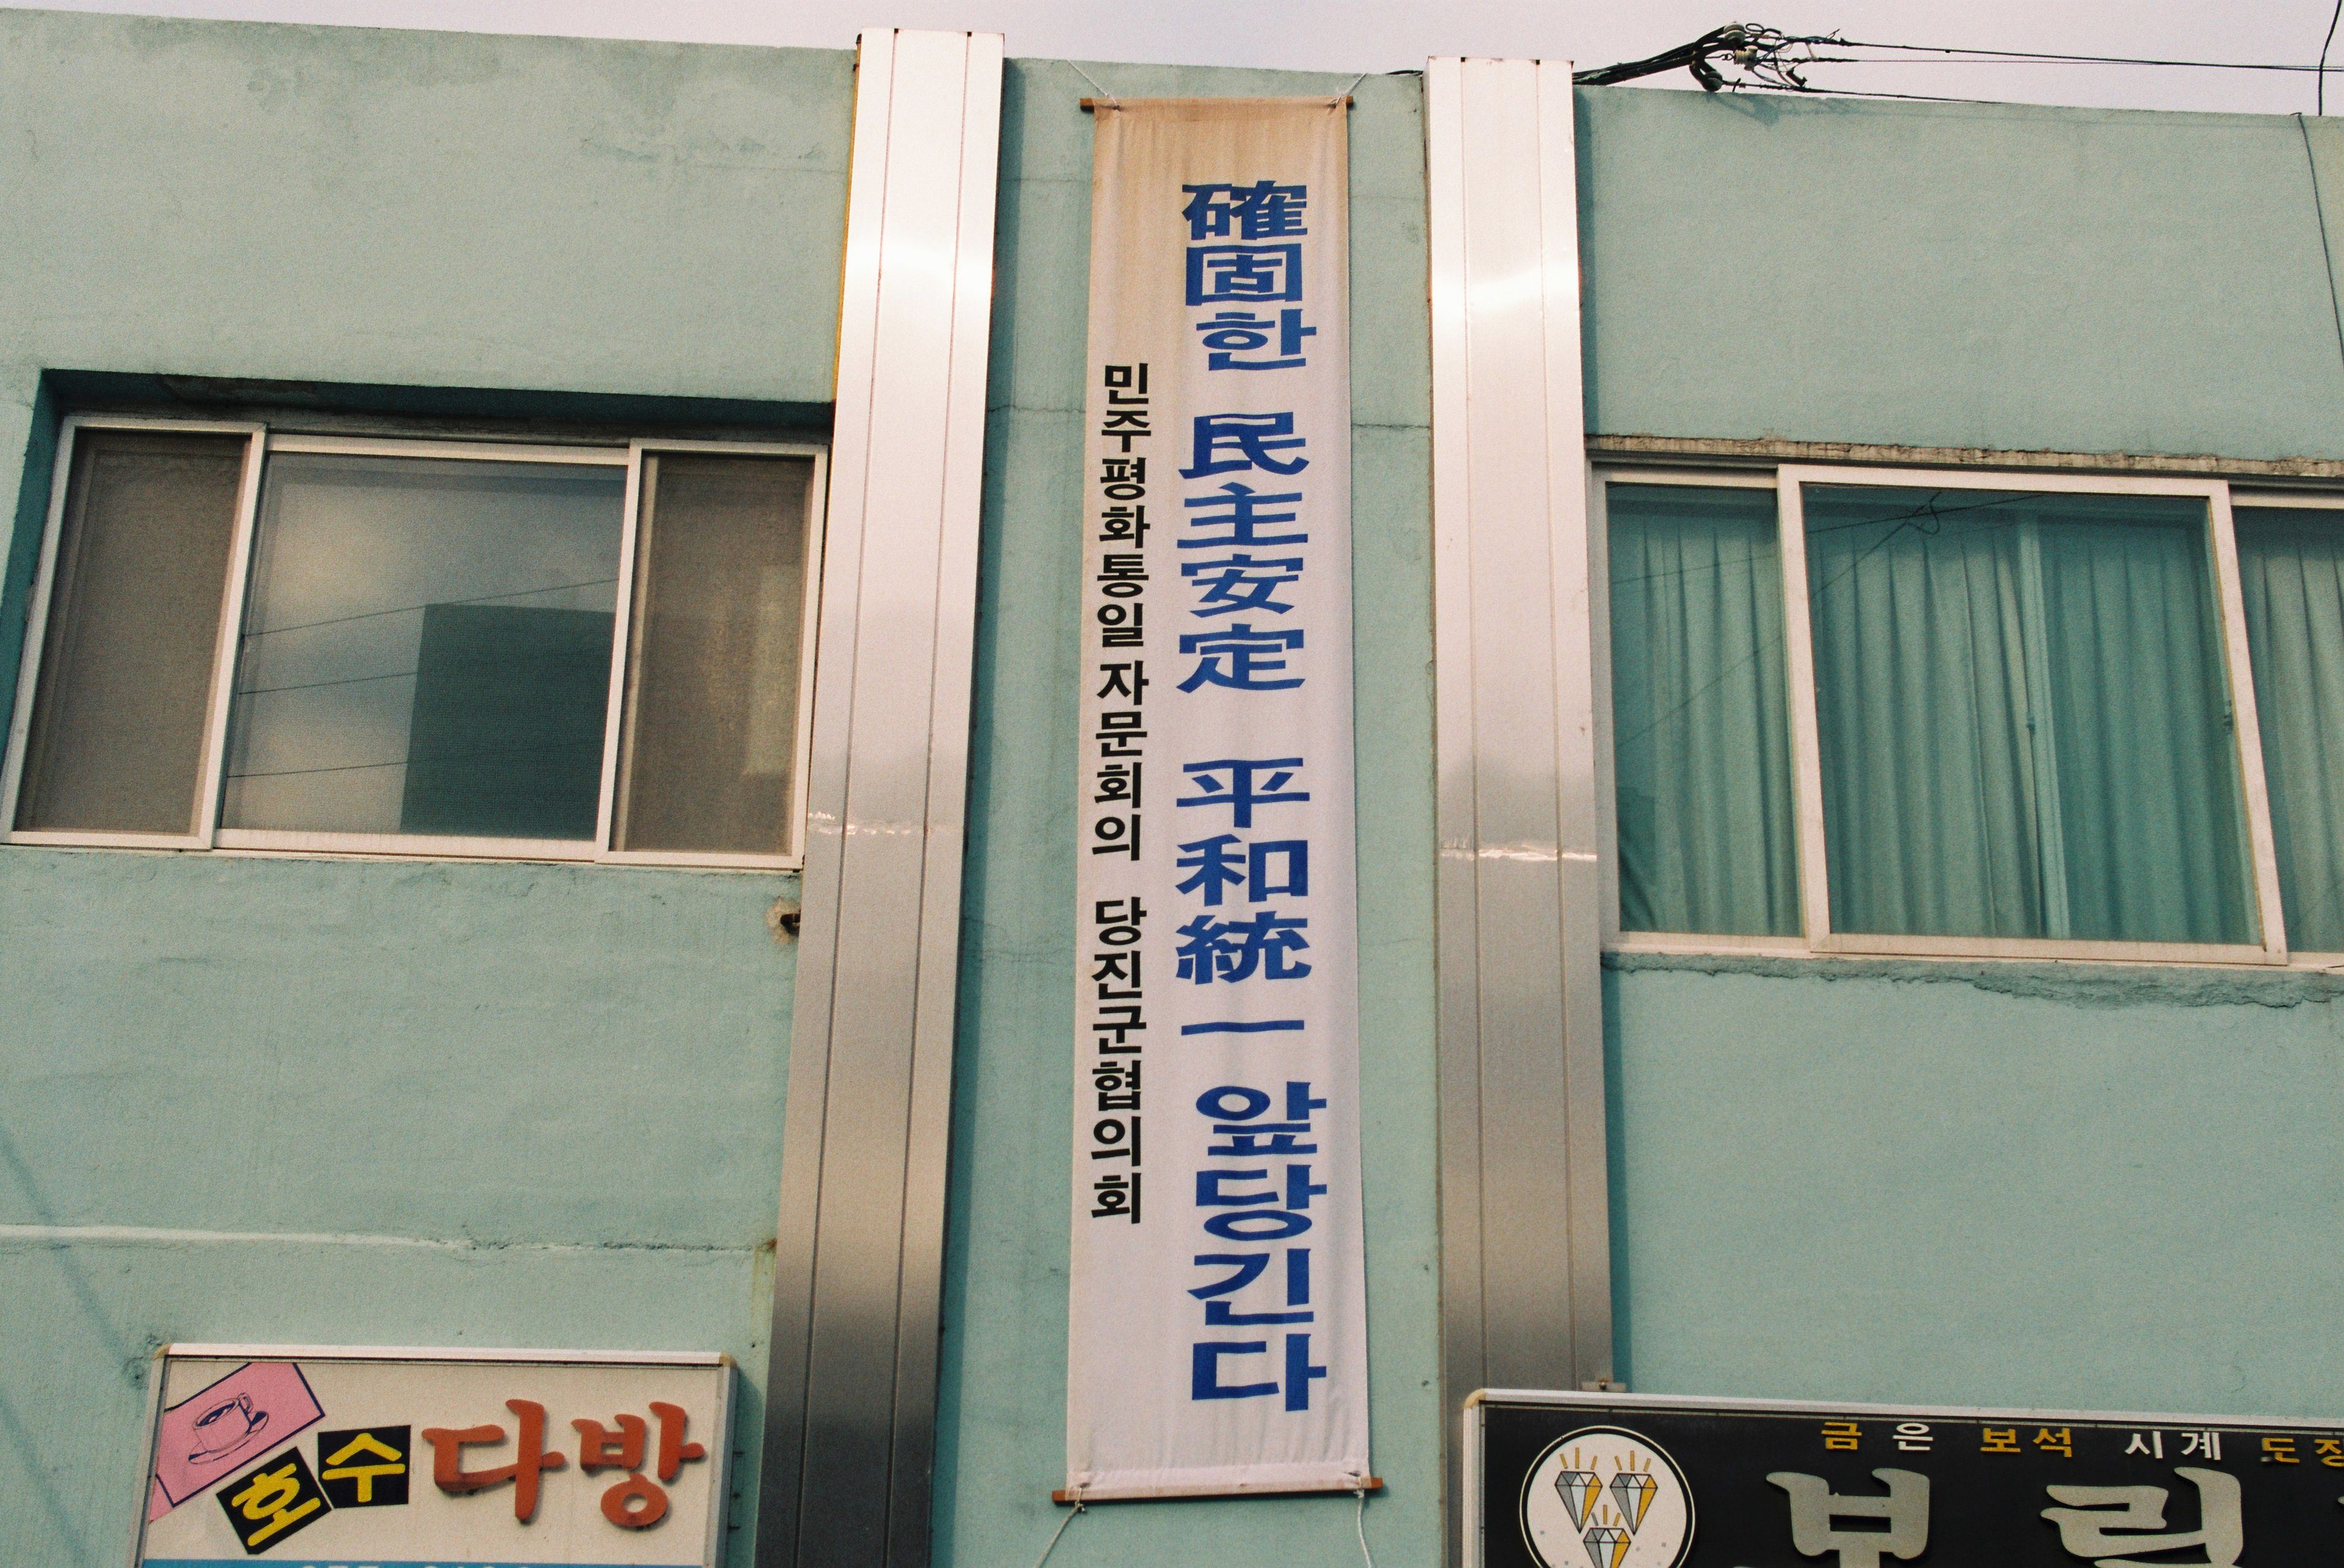 確固한 民主安定 平和統一 앞당긴다
민주평화통일 자문회의 당진군협의회
호수다방
금 은 보석 시계
보림